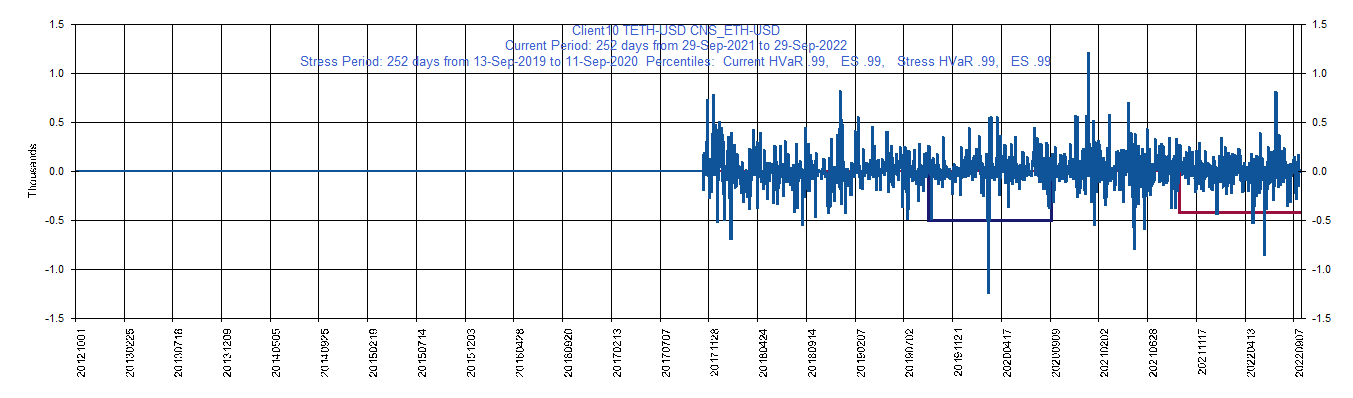 Client10 TETH-USD CNS_ETH-USD
Current Period: 252 days from 29-Sep-2021 to 29-Sep-2022
Stress Period: 252 days from 13-Sep-2019 to 11-Sep-2020 Percentiles: Current HVaR .99, ES .99, Stress HVaR .99, ES .99
1.5 1.5
1.0 1.0
0.5 0.5
0.0 0.0
-0.5 -0.5
-1.0 -1.0
-1.5 -1.5
Thousands
20121001 20130225 20130718 20131209 20140505 20140925 20150219 20150714 20151203 20160428 20160920 20170213 20170707 20171128 20180424 20180914 20190207 20190702 20191121 20200417 20200909 20210202 20210628 20211117 20220413 20220907